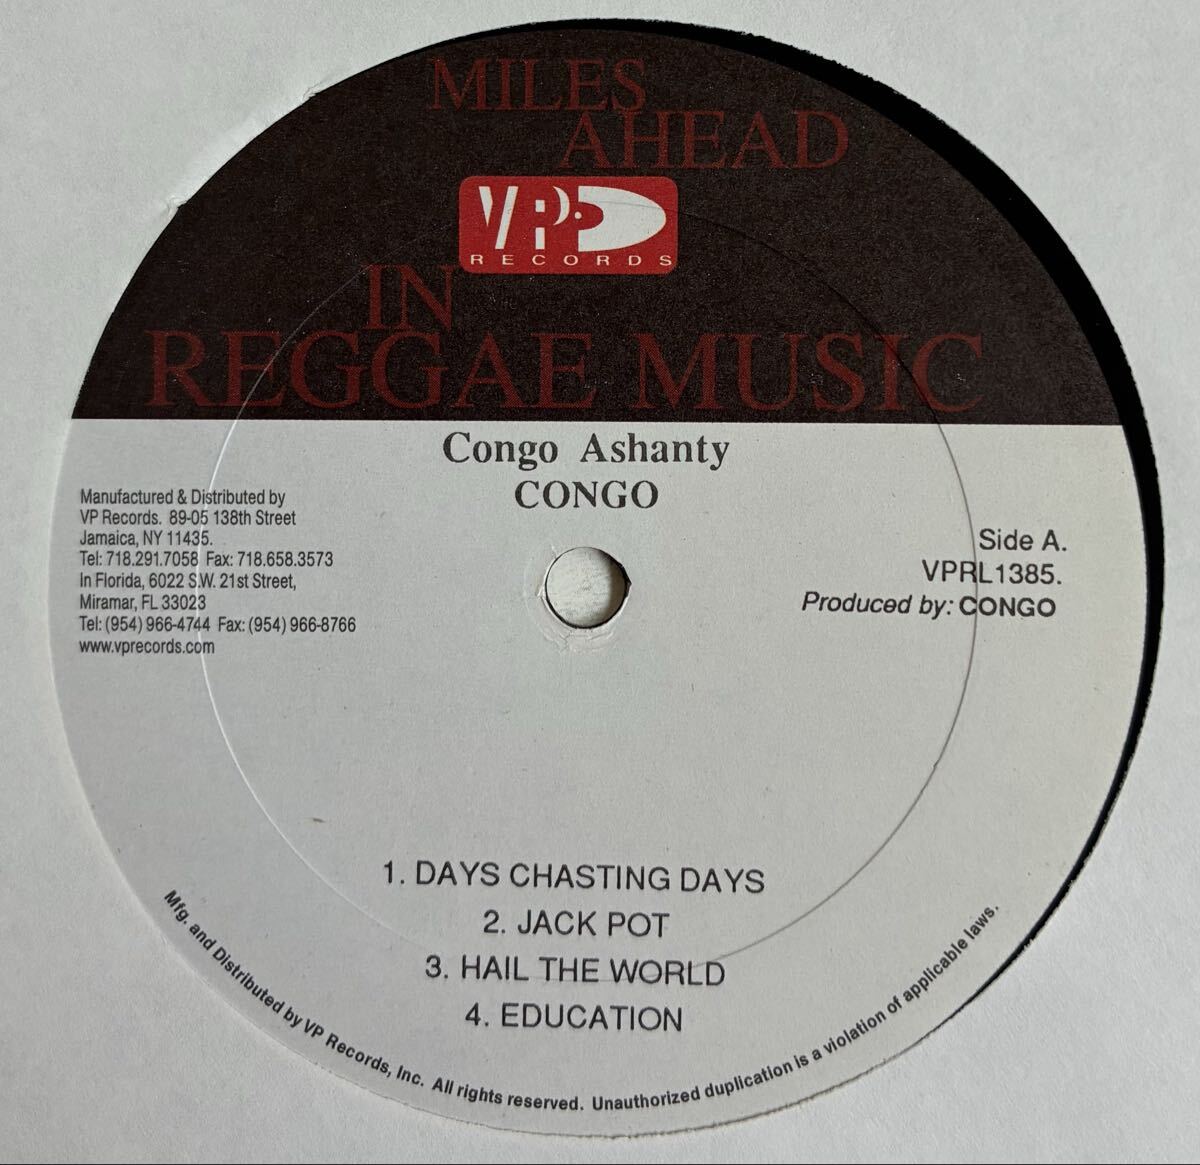 MILES
AHEAD
VP
RECORDS
IN
REGGAE MUSIC
Congo Ashanty
CONGO
Manufactured & Distributed by
VP Records. 89-05 138th Street
Jamaica, NY 11435.
Tel: 718.291.7058 Fax: 718.658.3573
In Florida, 6022 S.W. 21st Street,
Miramar, FL 33023
Tel: (954) 966-4744 Fax: (954) 966-8766
www.vprecords.com
Side A.
VPRL1385.
Produced by: CONGO
1. DAYS CHASTING DAYS
2. JACK POT
3. HAIL THE WORLD
4. EDUCATION
Mfg. and Distributed by VP Records, Inc. All rights reserved. Unauthorized duplication is a violation of applicable laws.